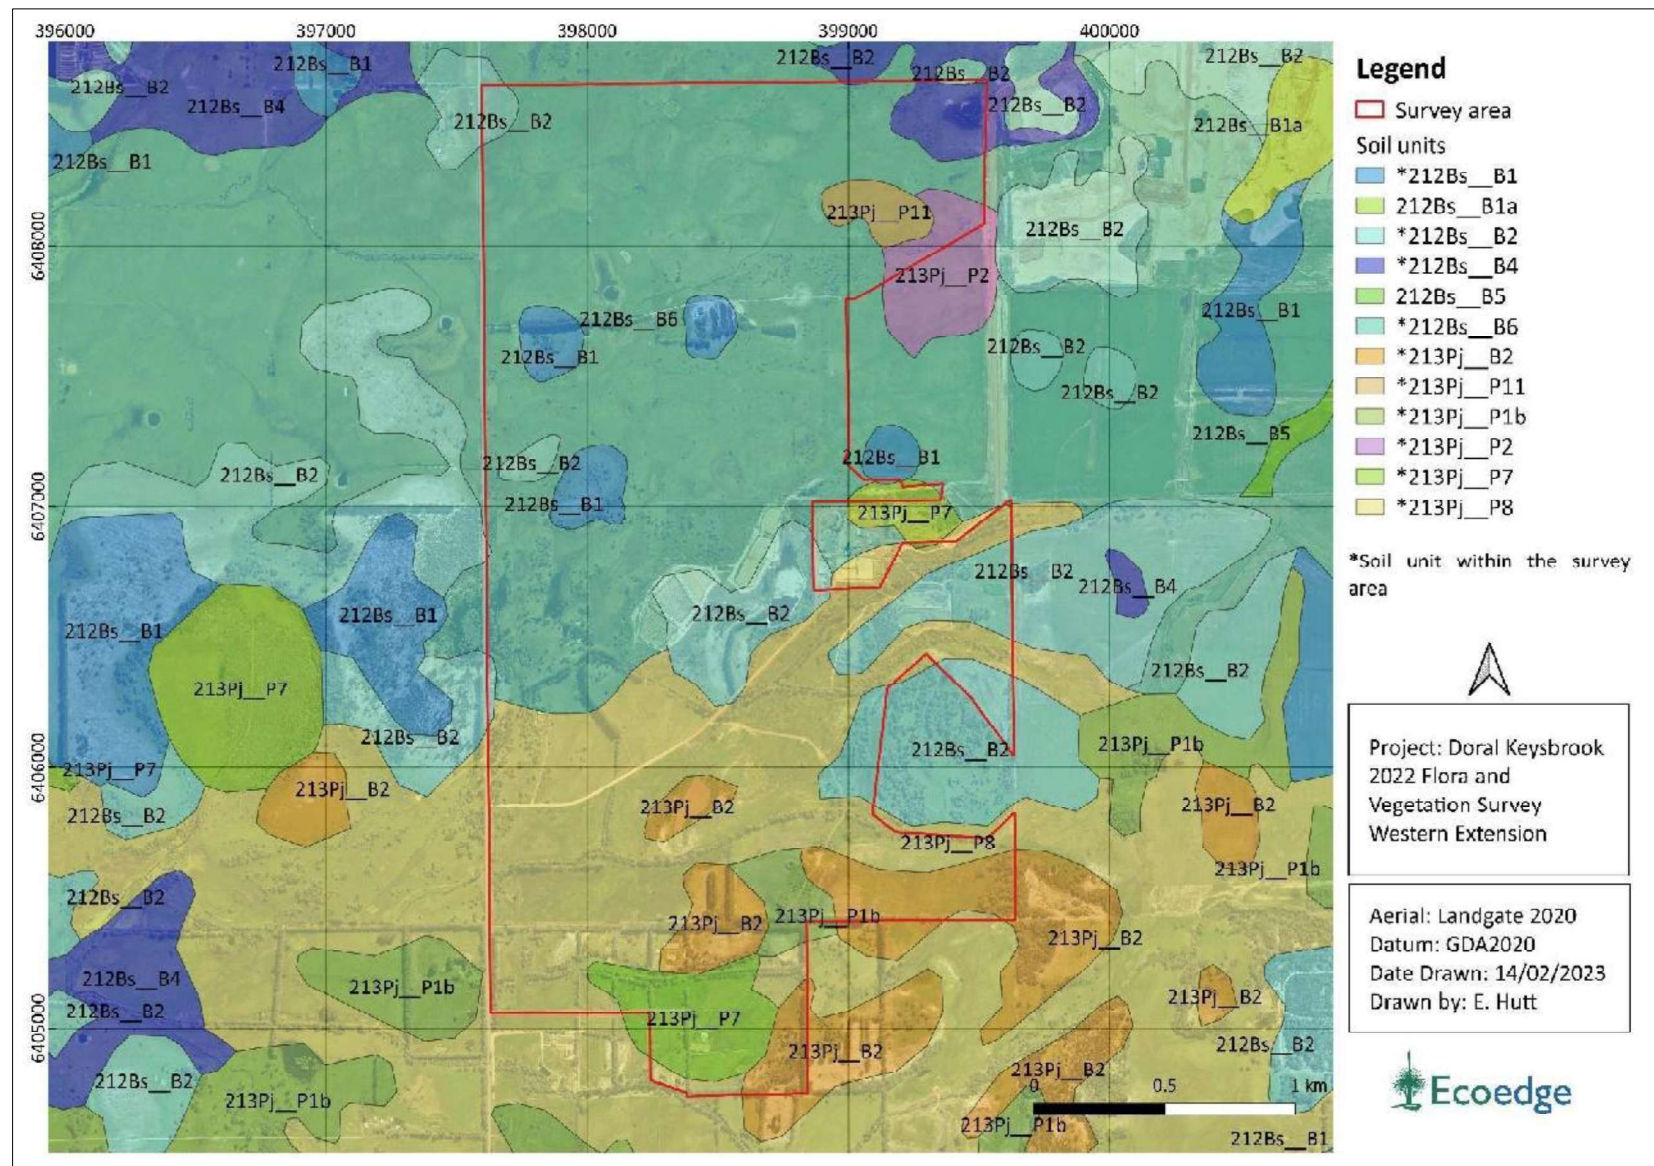 396000 397000 398000 399000 400000
6408000
6407000
6406000
6405000
212Bs__B2
212Bs__B1
212Bs__B4
212Bs__B1
212Bs__B2
212Bs__B2
212Bs__B2
212Bs__B2
212Bs__B2
212Bs__B1a
213Pj__P11
212Bs__B2
213Pj__P2
212Bs__B6
212Bs__B1
212Bs__B1
212Bs__B2
212Bs__B2
212Bs__B5
212Bs__B2
212Bs__B2
212Bs__B1
212Bs__B1
213Pj__P7
212Bs__B2
212Bs__B4
212Bs__B2
212Bs__B1
212Bs__B1
213Pj__P7
212Bs__B2
212Bs__B2
212Bs__B2
213Pj__P1b
213Pj__P7
213Pj__B2
212Bs__B2
213Pj__B2
213Pj__B2
213Pj__P8
213Pj__P1b
212Bs__B2
213Pj__B2
213Pj__P1b
213Pj__B2
212Bs__B4
213Pj__P1b
213Pj__B2
212Bs__B2
213Pj__P7
213Pj__B2
212Bs__B2
212Bs__B2
213Pj__P1b
213Pj__B2
213Pj__P1b
212Bs__B1
0 0.5 1 km
Legend
Survey area
Soil units
*212Bs__B1
212Bs__B1a
*212Bs__B2
*212Bs__B4
212Bs__B5
*212Bs__B6
*213Pj__B2
*213Pj__P11
*213Pj__P1b
*213Pj__P2
*213Pj__P7
*213Pj__P8
*Soil unit within the survey
area
Project: Doral Keysbrook
2022 Flora and
Vegetation Survey
Western Extension
Aerial: Landgate 2020
Datum: GDA2020
Date Drawn: 14/02/2023
Drawn by: E. Hutt
Ecoedge